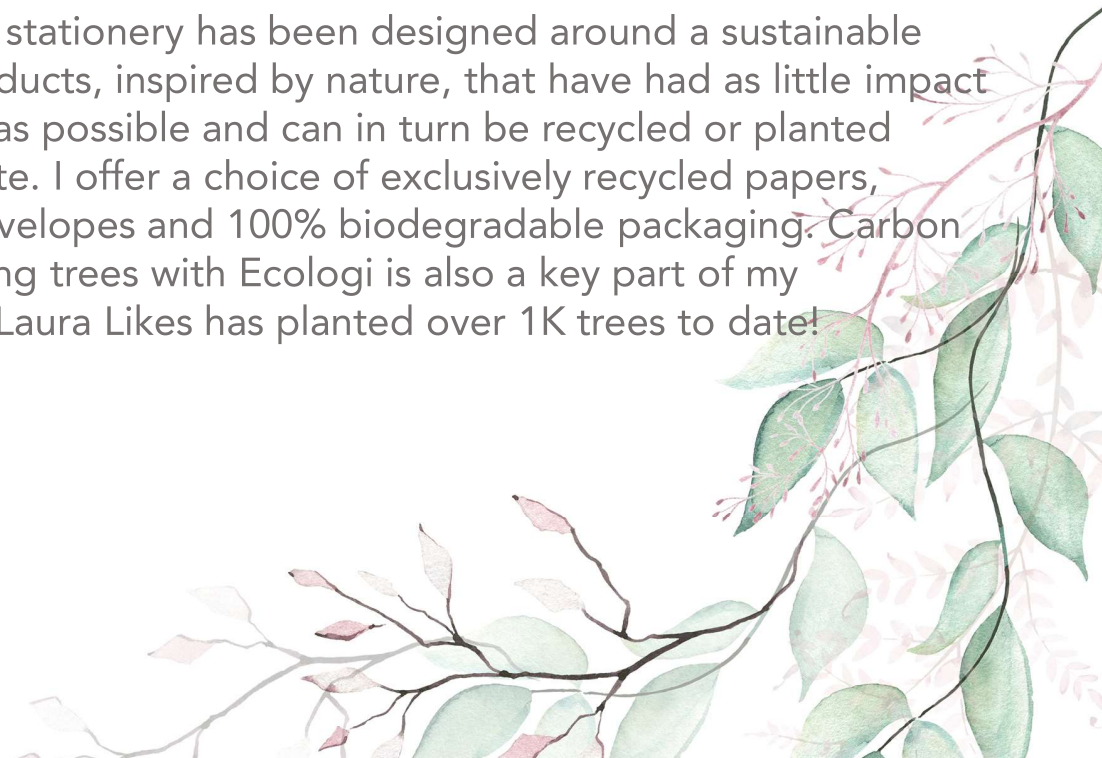 stationery has been designed around a sustainable
ducts, inspired by nature, that have had as little impact
as possible and can in turn be recycled or planted
te. I offer a choice of exclusively recycled papers,
velopes and 100% biodegradable packaging. Carbon
ng trees with Ecologi is also a key part of my
Laura Likes has planted over 1K trees to date!